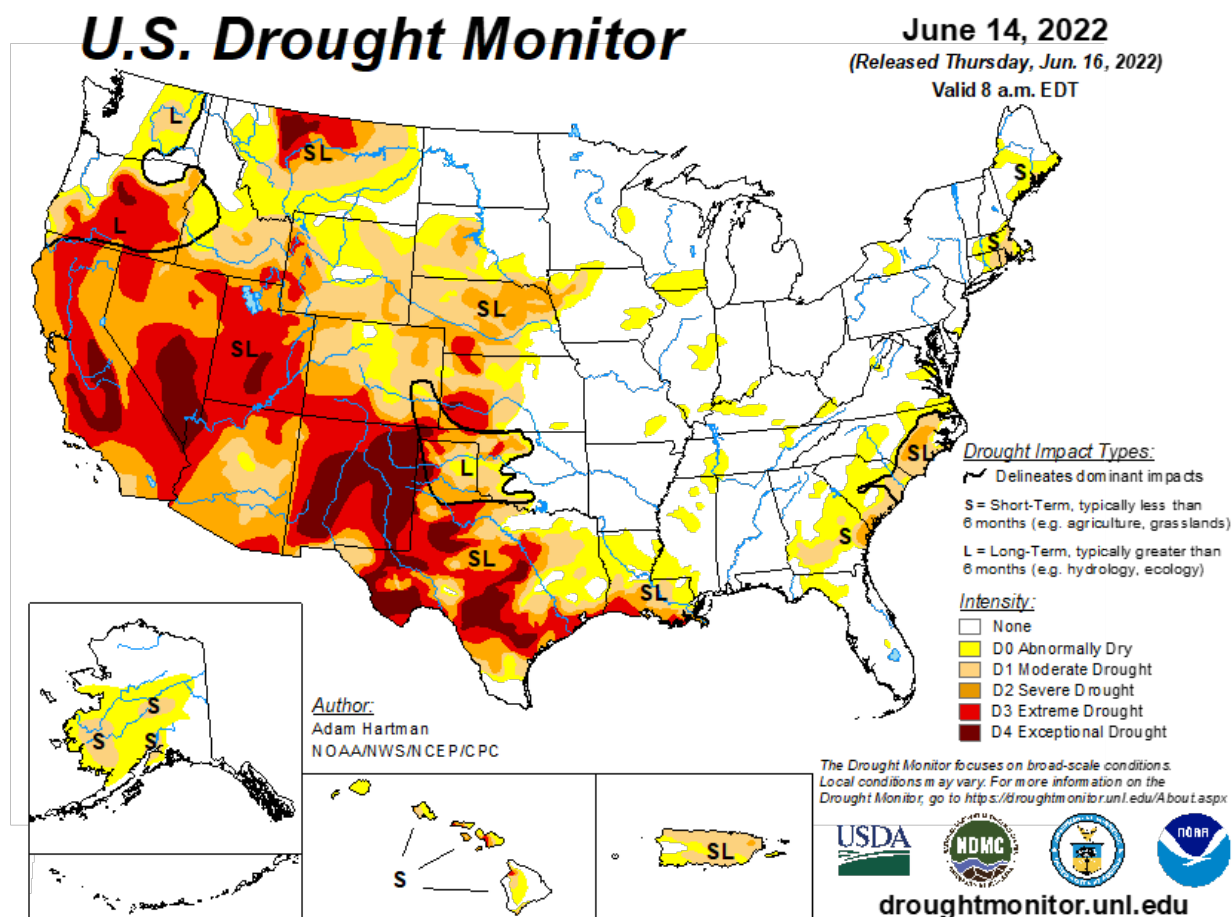 U.S. Drought Monitor
June 14, 2022
(Released Thursday, Jun. 16, 2022)
Valid 8 a.m. EDT
L
SL
L
SL
SL
L
SL
SL
S
S
SL
S
Drought Impact Types:
Delineates dominant impacts
S = Short-Term, typically less than
6 months (e.g. agriculture, grasslands)
L = Long-Term, typically greater than
6 months (e.g. hydrology, ecology)
Intensity:
None
D0 Abnormally Dry
D1 Moderate Drought
D2 Severe Drought
D3 Extreme Drought
D4 Exceptional Drought
S
S
S
Author:
Adam Hartman
NOAA/NWS/NCEP/CPC
S
SL
The Drought Monitor focuses on broad-scale conditions.
Local conditions may vary. For more information on the
Drought Monitor, go to https://droughtmonitor.unl.edu/About.aspx
USDA
NDMC
NOAA
droughtmonitor.unl.edu